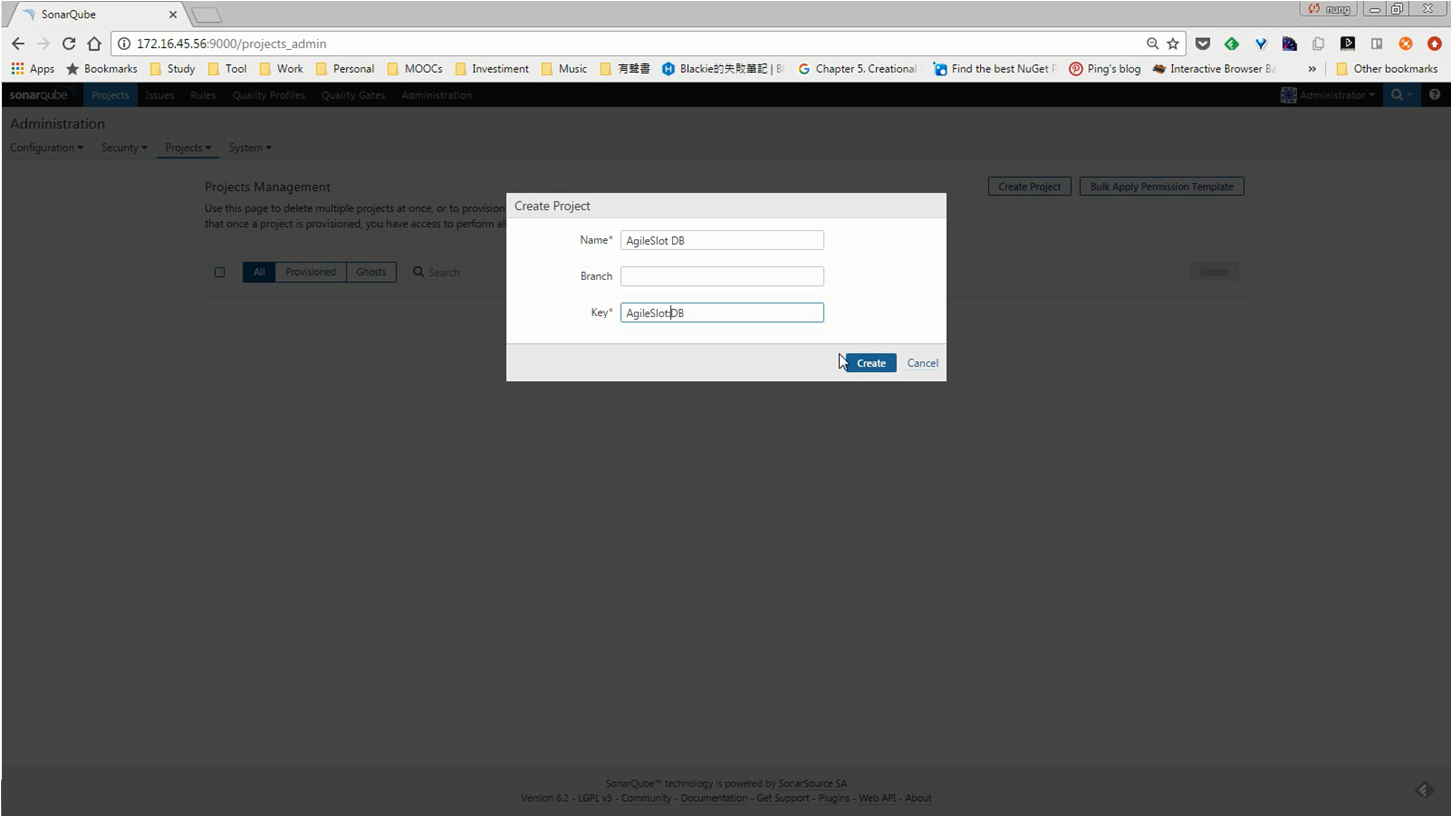 SonarQube
nung
172.16.45.56:9000/projects_admin
Apps Bookmarks Study Tool Work Personal MOOCs Investiment Music 有聲書 Blackie的失敗筆記 | Bl Chapter 5. Creational Find the best NuGet P Ping's blog Interactive Browser Ba » Other bookmarks
sonarqube Projects Issues Rules Quality Profiles Quality Gates Administration Administrator
Administration
Configuration Security Projects System
Projects Management Create Project Bulk Apply Permission Template
Use this page to delete multiple projects at once, or to provision
that once a project is provisioned, you have access to perform all
Create Project
Name* AgileSlot DB
Branch
Key* AgileSlot:DB
All Provisioned Ghosts Search Delete
Create Cancel
SonarQube™ technology is powered by SonarSource SA
Version 6.2 - LGPL v3 - Community - Documentation - Get Support - Plugins - Web API - About